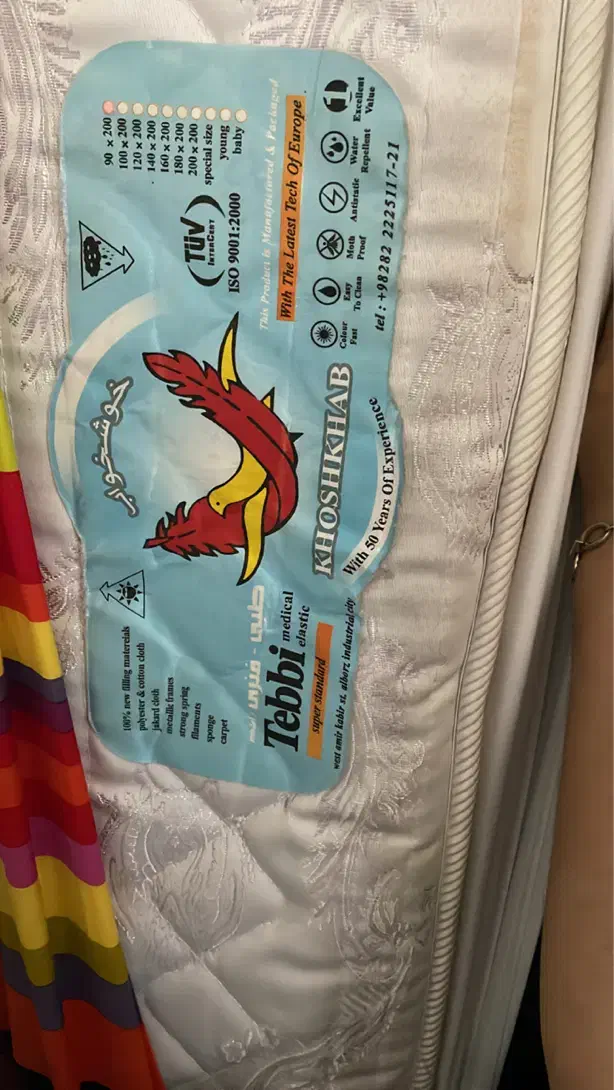 100% new filling matereials
polyester & cotton cloth
jakard cloth
metallic frames
strong spring
filaments
sponge
carpet
طبی - فنری
Tebbi medical
elastic
super standard
west amir kabir st. alborz industrial city
خوشخواب
KHOSHKHAB
With 50 Years Of Experience
90 × 200
100 × 200
120 × 200
140 × 200
160 × 200
180 × 200
200 × 200
special size
young
baby
TÜV
INTERCERT
ISO 9001:2000
This Product Is Manufactured & Packaged
With The Latest Tech Of Europe
Colour Fast
Easy To Clean
Moth Proof
Antistatic
Water Repellent
Excellent Value
tel : +98282 2225117-21